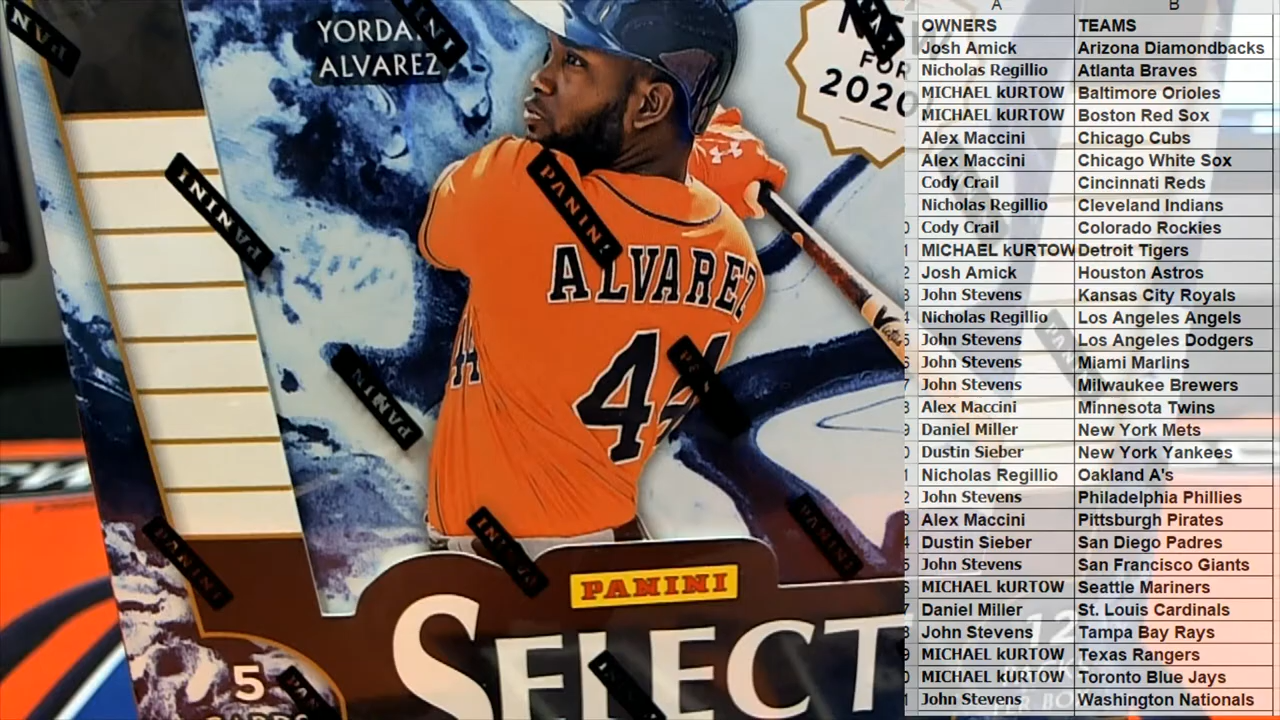 YORDAN
ALVAREZ
FOR
2020
PANINI
PANINI
PANINI
PANINI
PANINI
PANINI
ALVAREZ
44
44
PANINI
SELECT
5
CARDS
A B
OWNERS TEAMS
Josh Amick Arizona Diamondbacks
Nicholas Regillio Atlanta Braves
MICHAEL kURTOW Baltimore Orioles
MICHAEL kURTOW Boston Red Sox
Alex Maccini Chicago Cubs
Alex Maccini Chicago White Sox
Cody Crail Cincinnati Reds
Nicholas Regillio Cleveland Indians
Cody Crail Colorado Rockies
MICHAEL kURTOW Detroit Tigers
Josh Amick Houston Astros
John Stevens Kansas City Royals
Nicholas Regillio Los Angeles Angels
John Stevens Los Angeles Dodgers
John Stevens Miami Marlins
John Stevens Milwaukee Brewers
Alex Maccini Minnesota Twins
Daniel Miller New York Mets
Dustin Sieber New York Yankees
Nicholas Regillio Oakland A's
John Stevens Philadelphia Phillies
Alex Maccini Pittsburgh Pirates
Dustin Sieber San Diego Padres
John Stevens San Francisco Giants
MICHAEL kURTOW Seattle Mariners
Daniel Miller St. Louis Cardinals
John Stevens Tampa Bay Rays
MICHAEL kURTOW Texas Rangers
MICHAEL kURTOW Toronto Blue Jays
John Stevens Washington Nationals
12